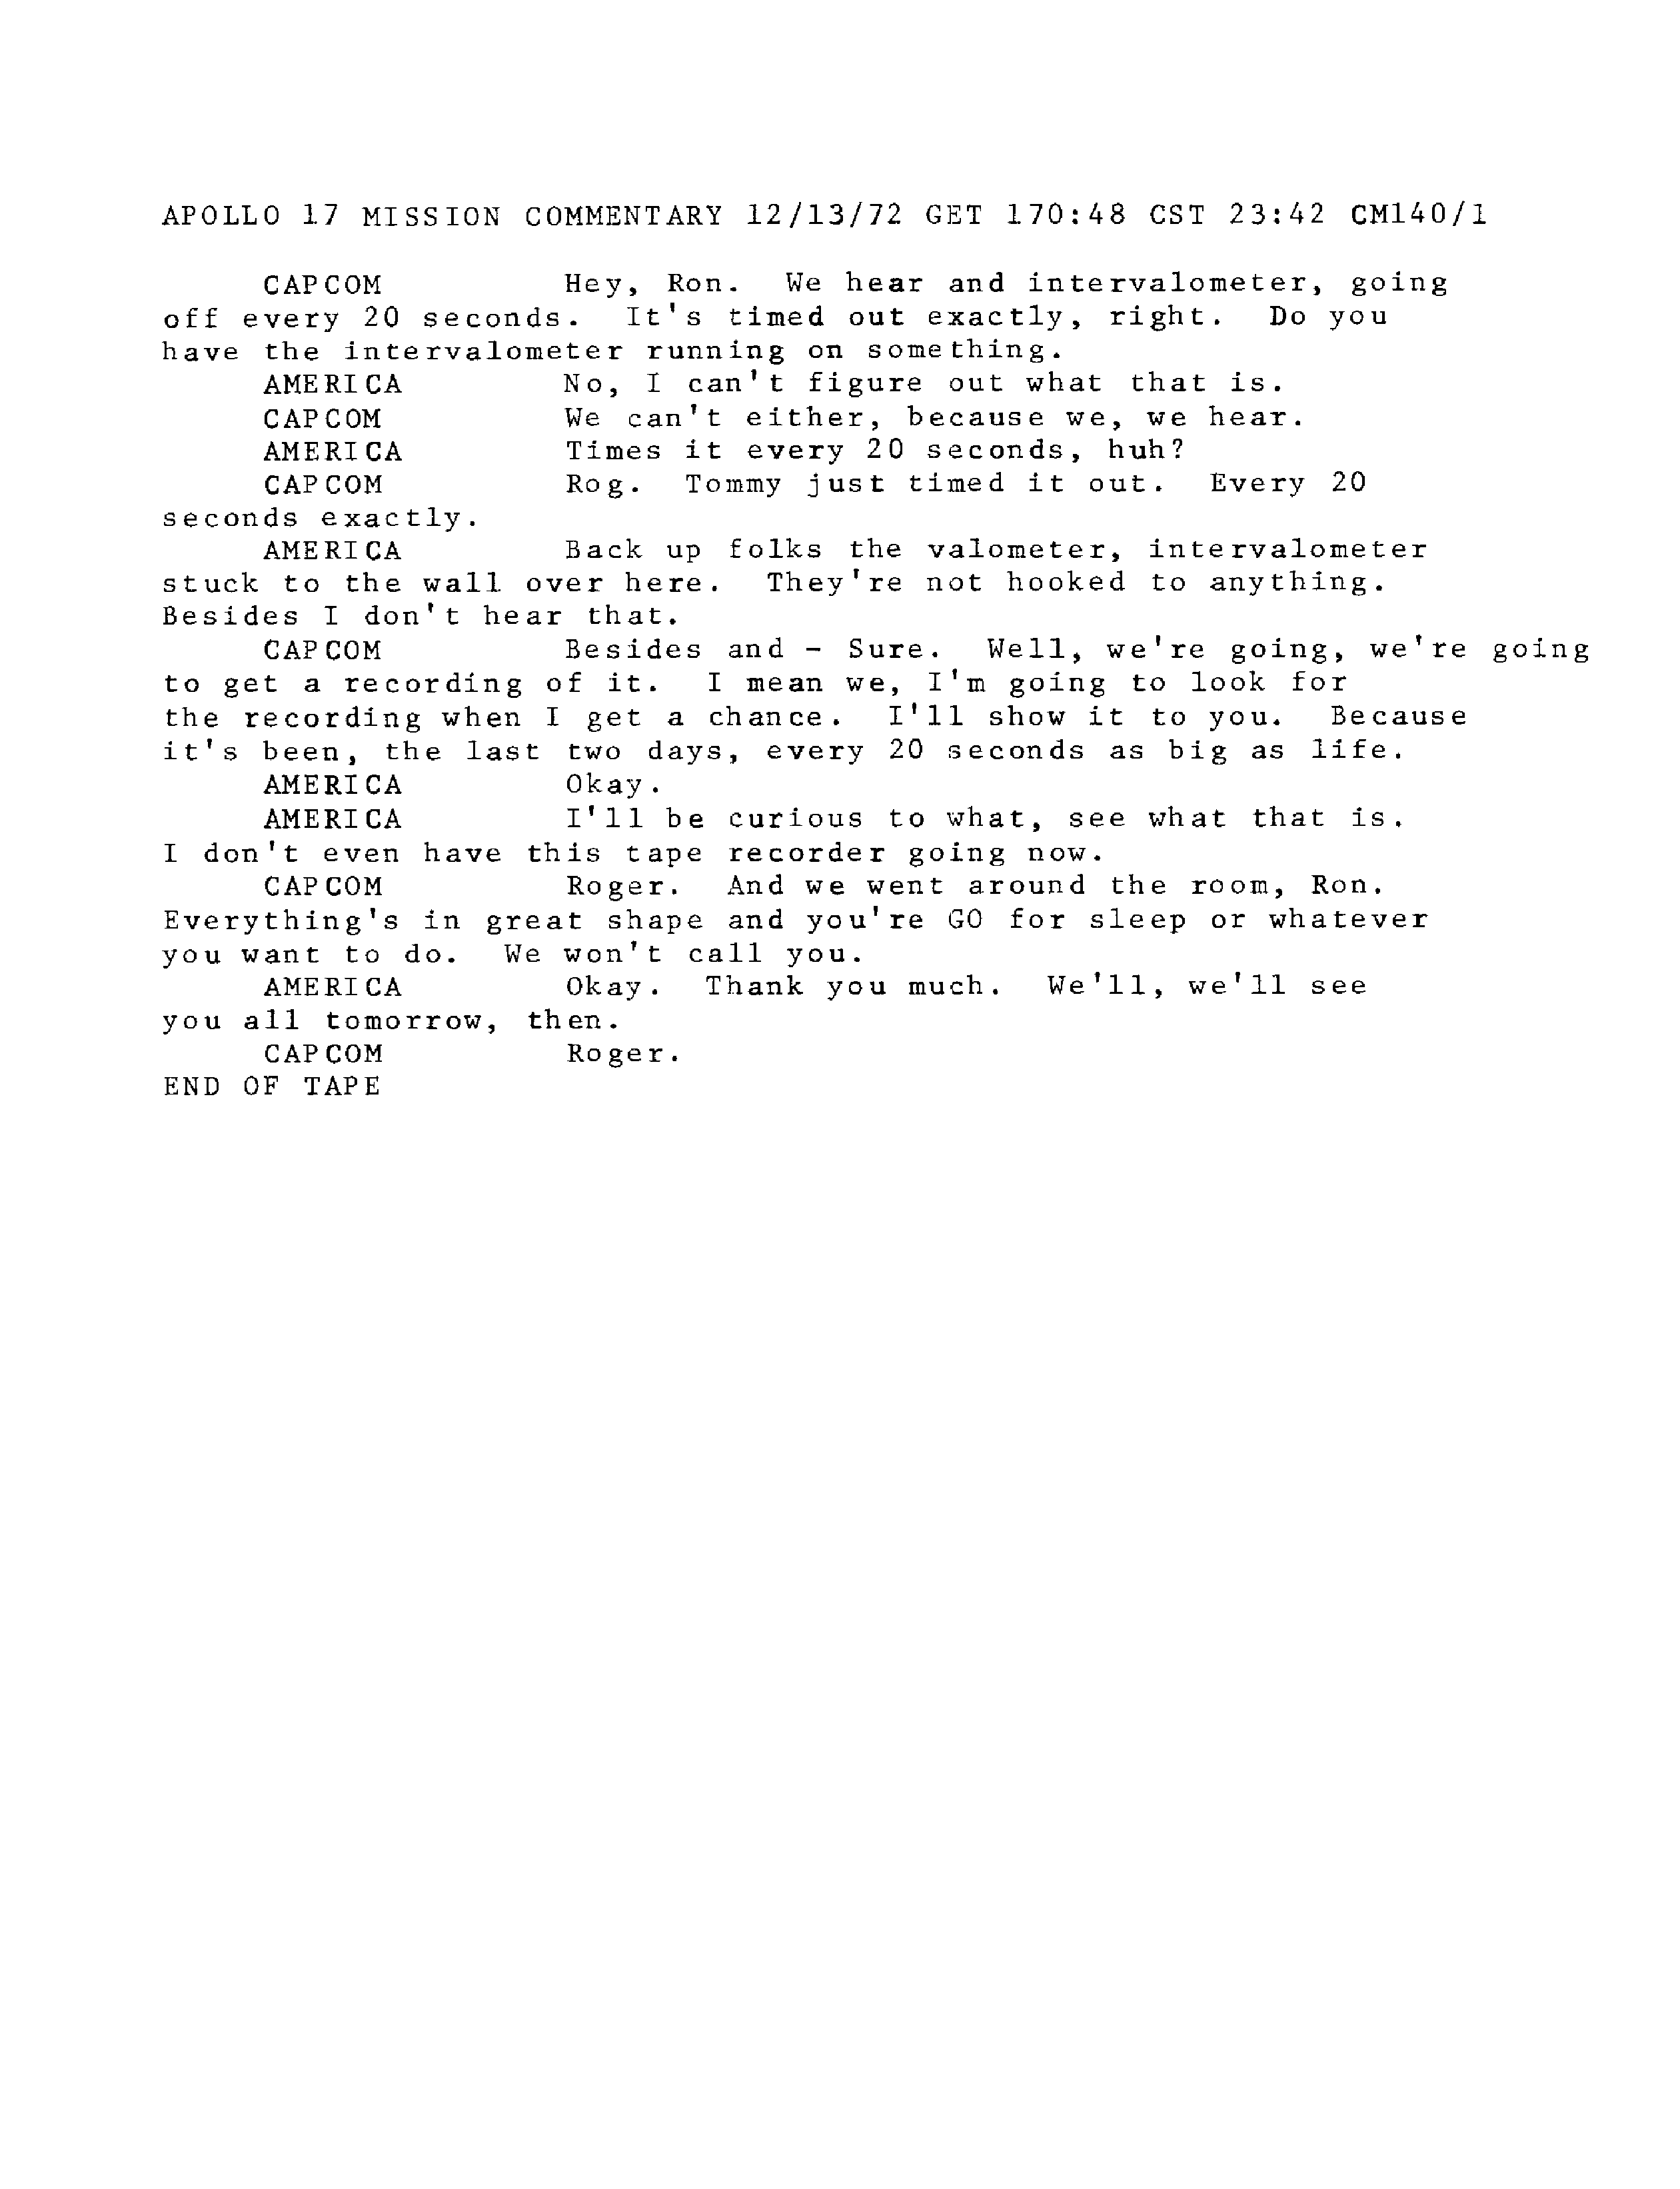 APOLLO 17 MISSION COMMENTARY 12/13/72 GET 170:48 CST 23:42 CM140/1
CAPCOM Hey, Ron. We hear and intervalometer, going
off every 20 seconds. It's timed out exactly, right. Do you
have the intervalometer running on something.
AMERICA No, I can't figure out what that is.
CAPCOM We can't either, because we, we hear.
AMERICA Times it every 20 seconds, huh?
CAPCOM Rog. Tommy just timed it out. Every 20
seconds exactly.
AMERICA Back up folks the valometer, intervalometer
stuck to the wall over here. They're not hooked to anything.
Besides I don't hear that.
CAPCOM Besides and - Sure. Well, we're going, we're going
to get a recording of it. I mean we, I'm going to look for
the recording when I get a chance. I'll show it to you. Because
it's been, the last two days, every 20 seconds as big as life.
AMERICA Okay.
AMERICA I'll be curious to what, see what that is.
I don't even have this tape recorder going now.
CAPCOM Roger. And we went around the room, Ron.
Everything's in great shape and you're GO for sleep or whatever
you want to do. We won't call you.
AMERICA Okay. Thank you much. We'll, we'll see
you all tomorrow, then.
CAPCOM Roger.
END OF TAPE